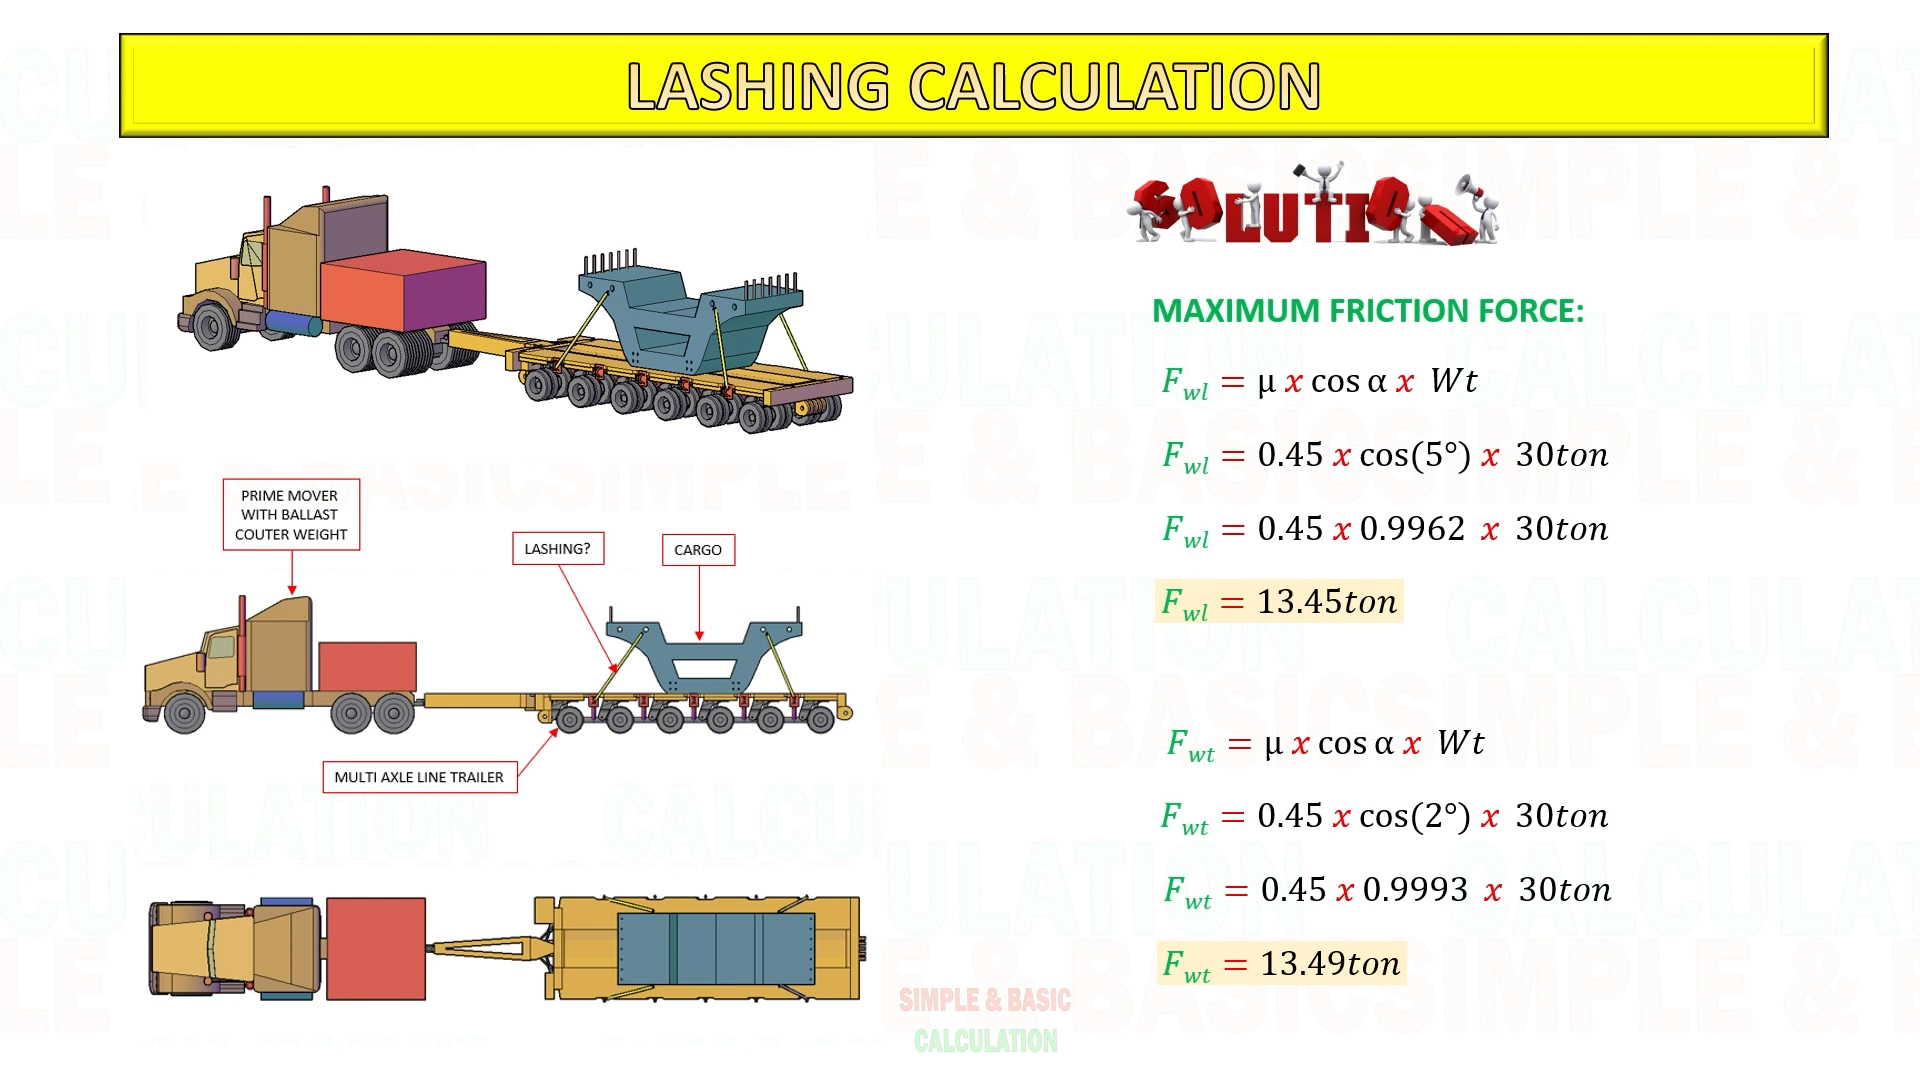 LASHING CALCULATION
SOLUTION
MAXIMUM FRICTION FORCE:
F_wl = μ x cos α x Wt
F_wl = 0.45 x cos(5°) x 30ton
F_wl = 0.45 x 0.9962 x 30ton
F_wl = 13.45ton
F_wt = μ x cos α x Wt
F_wt = 0.45 x cos(2°) x 30ton
F_wt = 0.45 x 0.9993 x 30ton
F_wt = 13.49ton
PRIME MOVER
WITH BALLAST
COUTER WEIGHT
LASHING?
CARGO
MULTI AXLE LINE TRAILER
SIMPLE & BASIC
CALCULATION